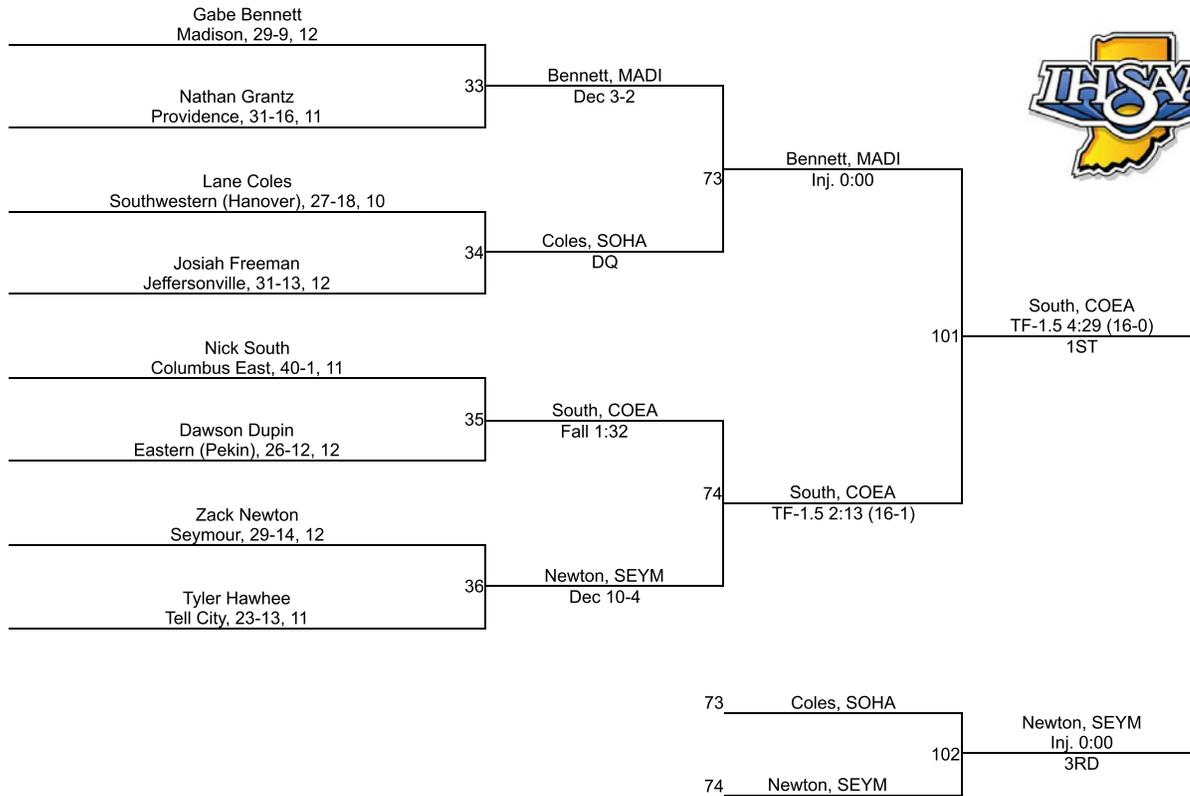 Gabe Bennett
Madison, 29-9, 12
33
Bennett, MADI
Dec 3-2
Nathan Grantz
Providence, 31-16, 11
IHSAA
73
Bennett, MADI
Inj. 0:00
Lane Coles
Southwestern (Hanover), 27-18, 10
34
Coles, SOHA
DQ
Josiah Freeman
Jeffersonville, 31-13, 12
101
South, COEA
TF-1.5 4:29 (16-0)
1ST
Nick South
Columbus East, 40-1, 11
35
South, COEA
Fall 1:32
Dawson Dupin
Eastern (Pekin), 26-12, 12
74
South, COEA
TF-1.5 2:13 (16-1)
Zack Newton
Seymour, 29-14, 12
36
Newton, SEYM
Dec 10-4
Tyler Hawhee
Tell City, 23-13, 11
73
Coles, SOHA
102
Newton, SEYM
Inj. 0:00
3RD
74
Newton, SEYM